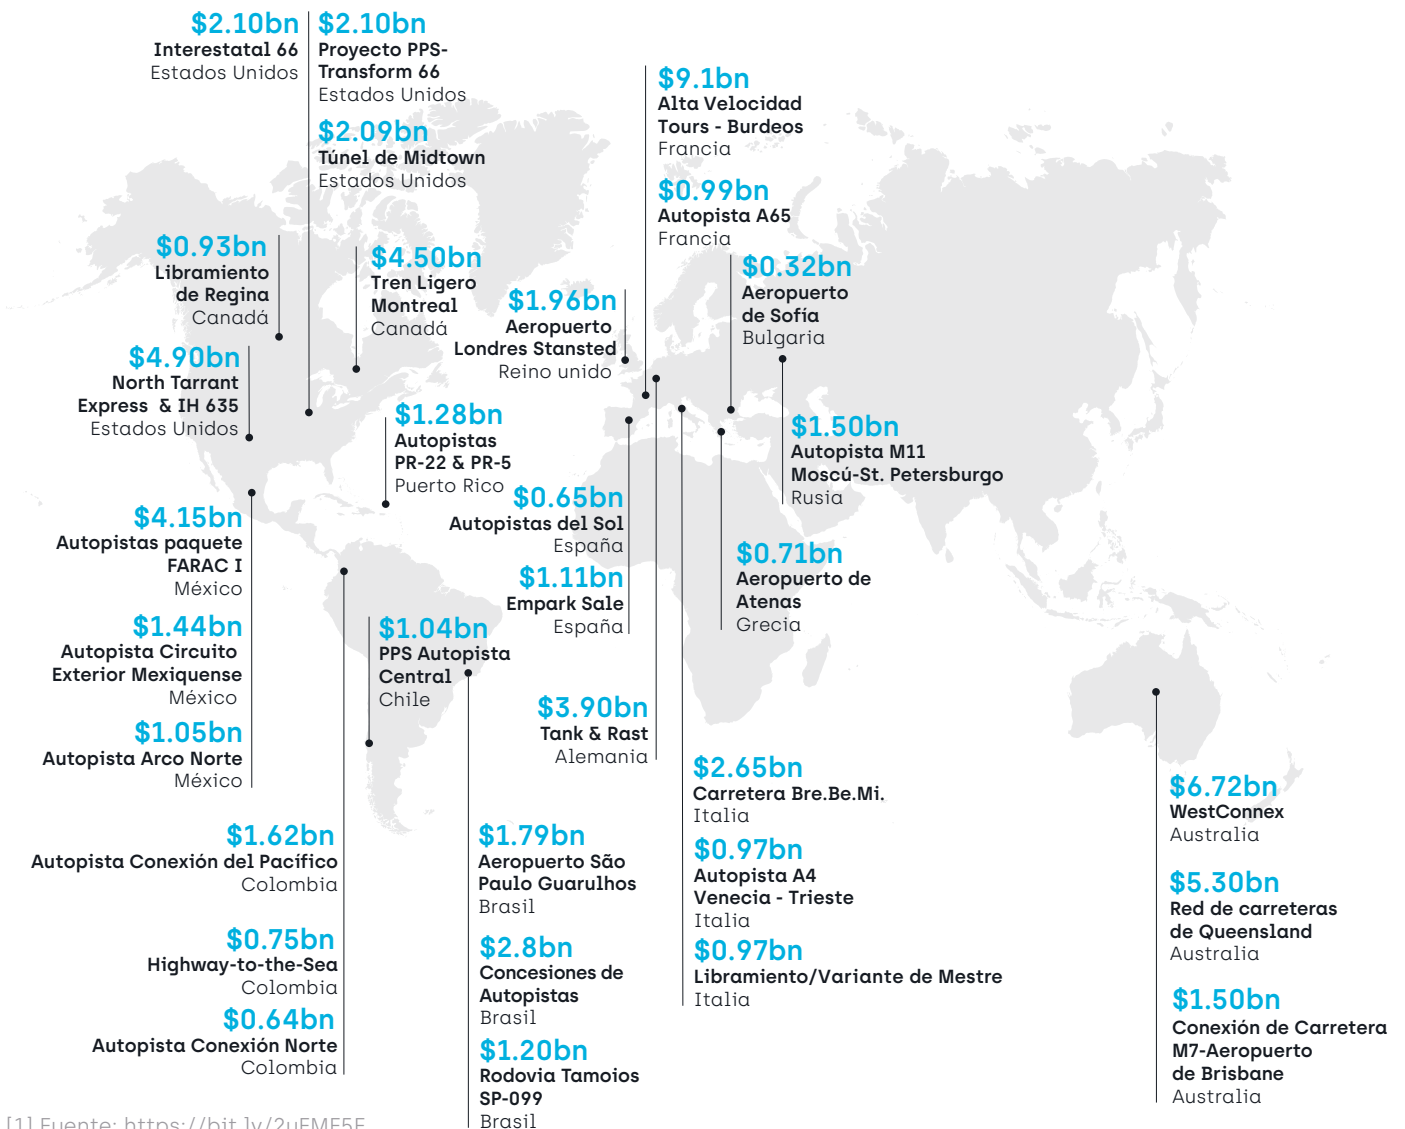 $2.10bn
Interestatal 66
Estados Unidos
$2.10bn
Proyecto PPS-
Transform 66
Estados Unidos
$2.09bn
Túnel de Midtown
Estados Unidos
$9.1bn
Alta Velocidad
Tours - Burdeos
Francia
$0.99bn
Autopista A65
Francia
$0.93bn
Libramiento
de Regina
Canadá
$4.50bn
Tren Ligero
Montreal
Canadá
$1.96bn
Aeropuerto
Londres Stansted
Reino unido
$0.32bn
Aeropuerto
de Sofía
Bulgaria
$4.90bn
North Tarrant
Express & IH 635
Estados Unidos
$1.28bn
Autopistas
PR-22 & PR-5
Puerto Rico
$1.50bn
Autopista M11
Moscú-St. Petersburgo
Rusia
$0.65bn
Autopistas del Sol
España
$1.11bn
Empark Sale
España
$0.71bn
Aeropuerto de
Atenas
Grecia
$4.15bn
Autopistas paquete
FARAC I
México
$1.44bn
Autopista Circuito
Exterior Mexiquense
México
$1.05bn
Autopista Arco Norte
México
$1.04bn
PPS Autopista
Central
Chile
$3.90bn
Tank & Rast
Alemania
$2.65bn
Carretera Bre.Be.Mi.
Italia
$0.97bn
Autopista A4
Venecia - Trieste
Italia
$0.97bn
Libramiento/Variante de Mestre
Italia
$6.72bn
WestConnex
Australia
$5.30bn
Red de carreteras
de Queensland
Australia
$1.50bn
Conexión de Carretera
M7-Aeropuerto
de Brisbane
Australia
$1.62bn
Autopista Conexión del Pacífico
Colombia
$0.75bn
Highway-to-the-Sea
Colombia
$0.64bn
Autopista Conexión Norte
Colombia
$1.79bn
Aeropuerto São
Paulo Guarulhos
Brasil
$2.8bn
Concesiones de
Autopistas
Brasil
$1.20bn
Rodovia Tamoios
SP-099
Brasil
[1] Fuente: